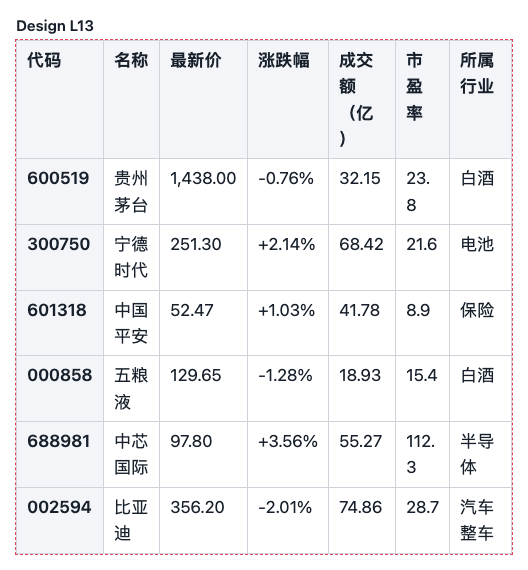 Design L13
代码 名称 最新价 涨跌幅 成交额（亿） 市盈率 所属行业
600519 贵州茅台 1,438.00 -0.76% 32.15 23.8 白酒
300750 宁德时代 251.30 +2.14% 68.42 21.6 电池
601318 中国平安 52.47 +1.03% 41.78 8.9 保险
000858 五粮液 129.65 -1.28% 18.93 15.4 白酒
688981 中芯国际 97.80 +3.56% 55.27 112.3 半导体
002594 比亚迪 356.20 -2.01% 74.86 28.7 汽车整车